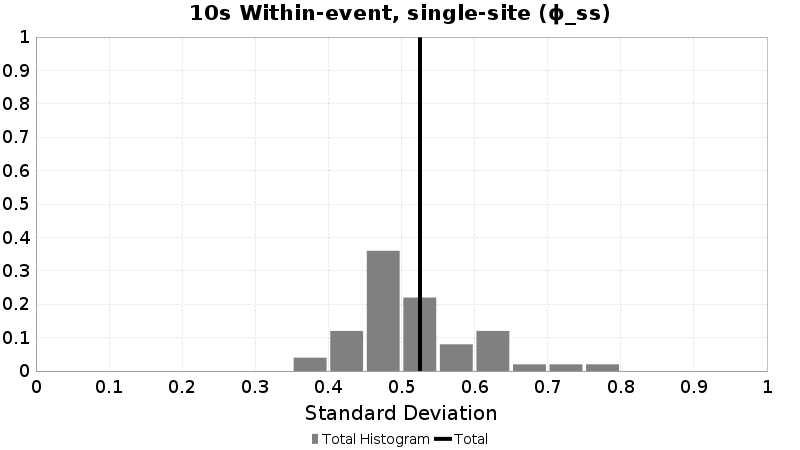 10s Within-event, single-site (ϕ_ss)
1
0.9
0.8
0.7
0.6
0.5
0.4
0.3
0.2
0.1
0
0 0.1 0.2 0.3 0.4 0.5 0.6 0.7 0.8 0.9 1
Standard Deviation
Total Histogram Total